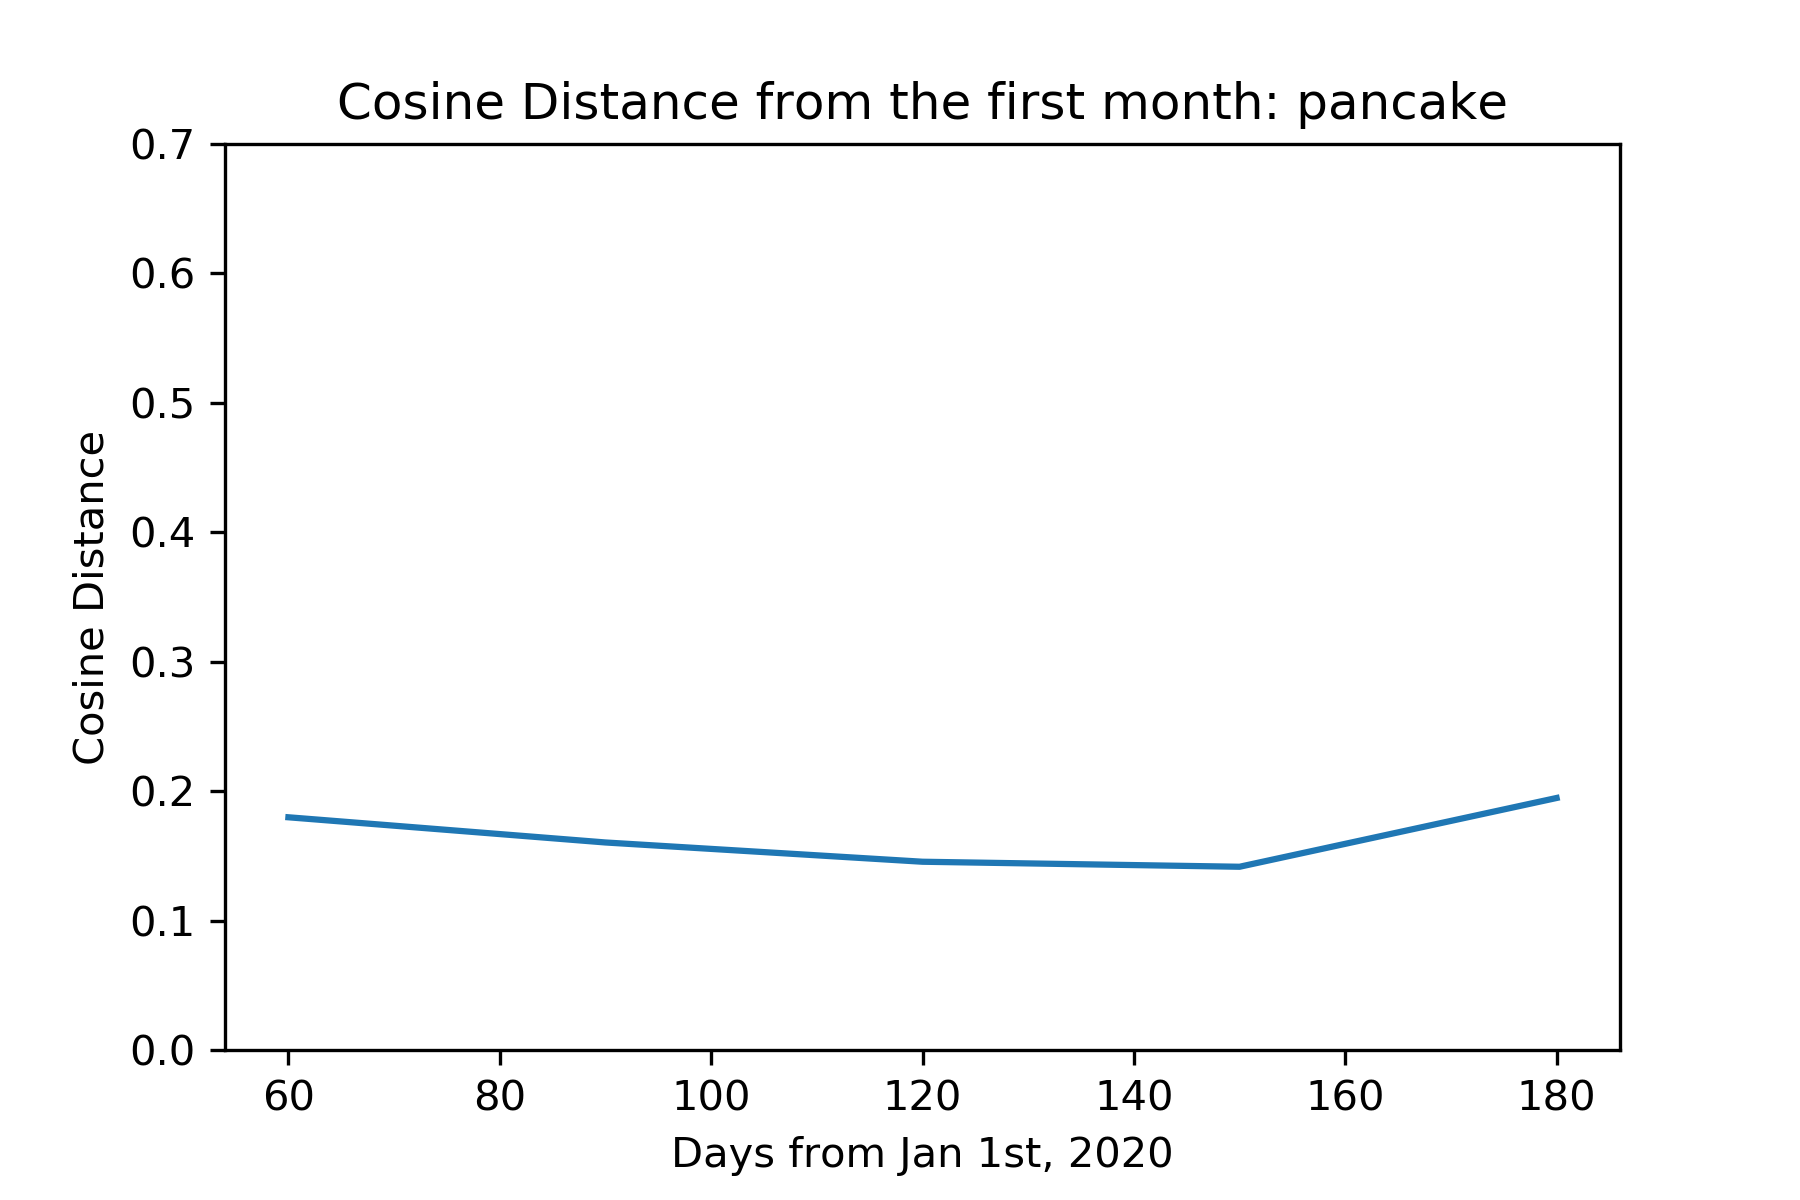 Cosine Distance from the first month: pancake
0.7
0.6
0.5
0.4
0.3
0.2
0.1
0.0
Cosine Distance
60 80 100 120 140 160 180
Days from Jan 1st, 2020